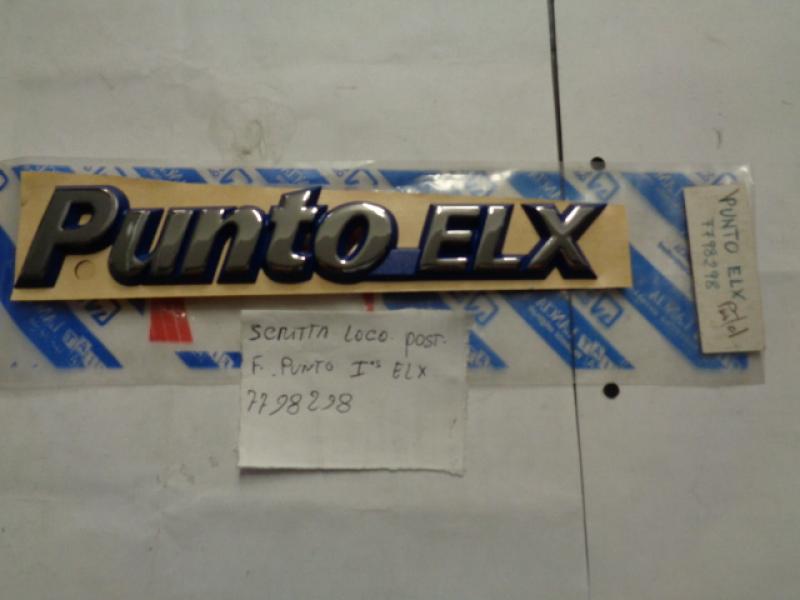 Punto ELX
PUNTO ELX
7798298
SCRITTA LOGO. POST.
F. PUNTO I^a s ELX
7798298